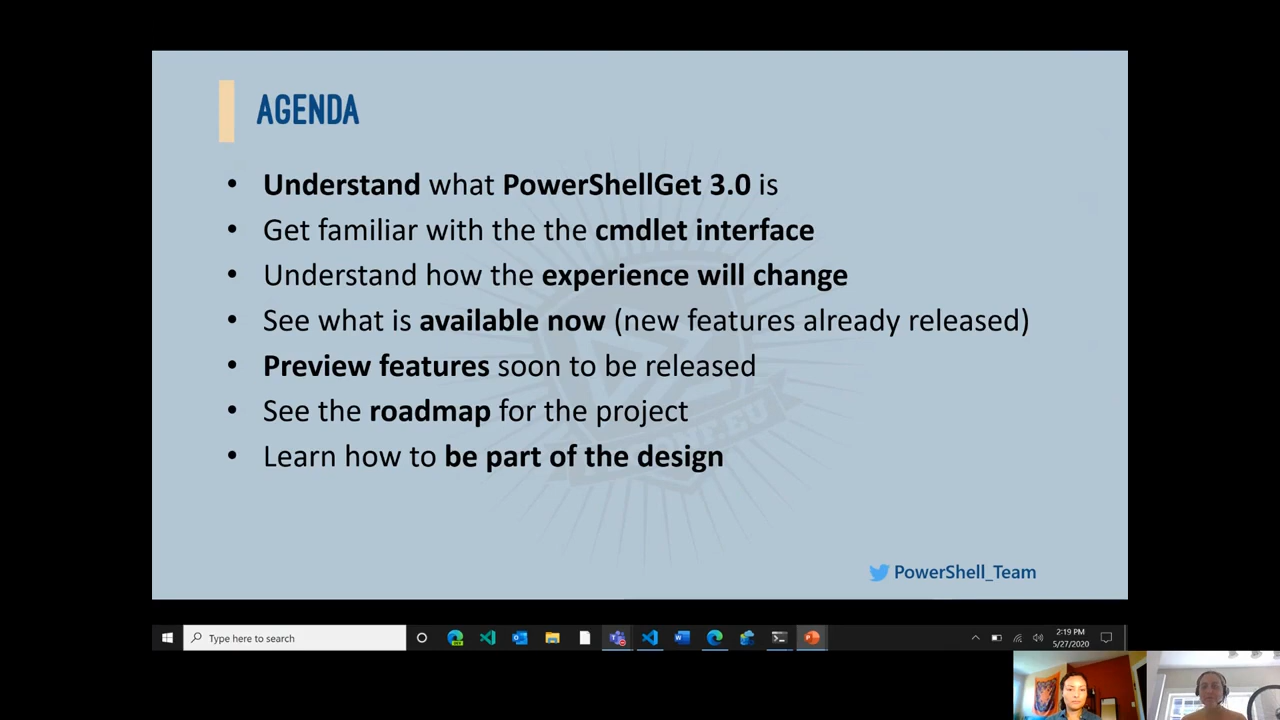 AGENDA
• Understand what PowerShellGet 3.0 is
• Get familiar with the the cmdlet interface
• Understand how the experience will change
• See what is available now (new features already released)
• Preview features soon to be released
• See the roadmap for the project
• Learn how to be part of the design
PowerShell_Team
Type here to search
2:19 PM
5/27/2020